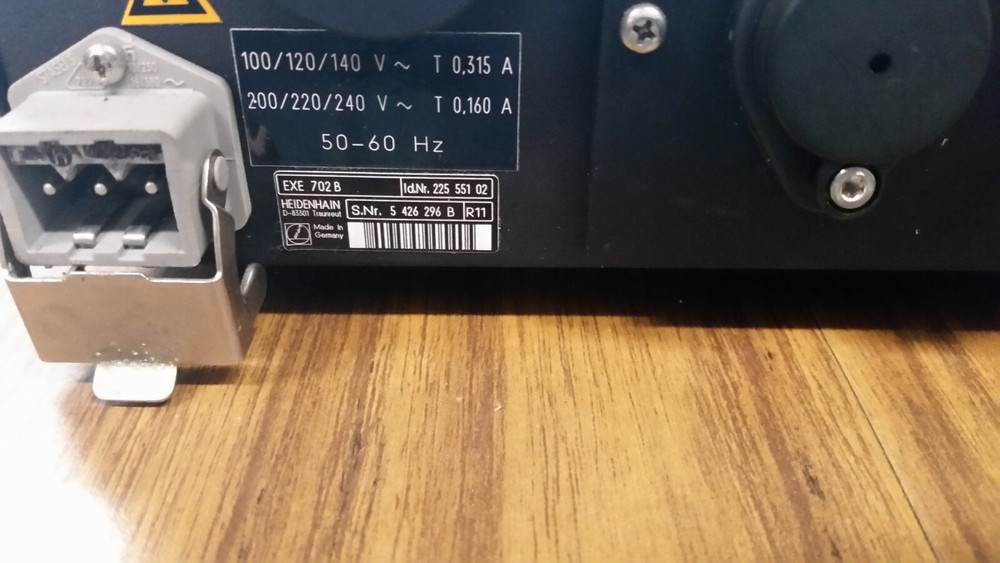 100/120/140 V ~ T 0,315 A
200/220/240 V ~ T 0,160 A
50–60 Hz
EXE 702 B Id.Nr. 225 551 02
HEIDENHAIN
D-83301 Traunreut
S.Nr. 5 426 296 B R11
Made in
Germany